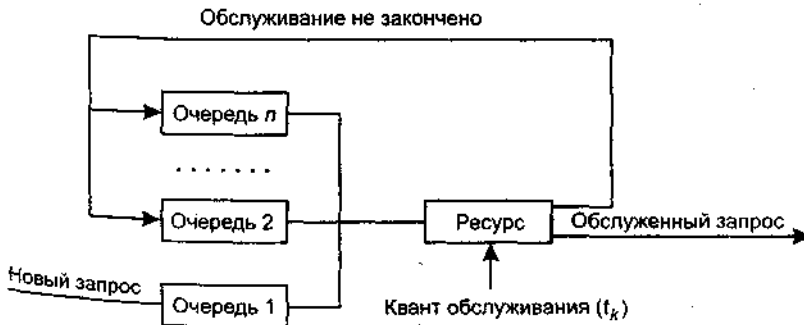 Обслуживание не закончено
Очередь n
. . . . . . .
Очередь 2
Ресурс
Обслуженный запрос
Новый запрос
Очередь 1
Квант обслуживания (tk)